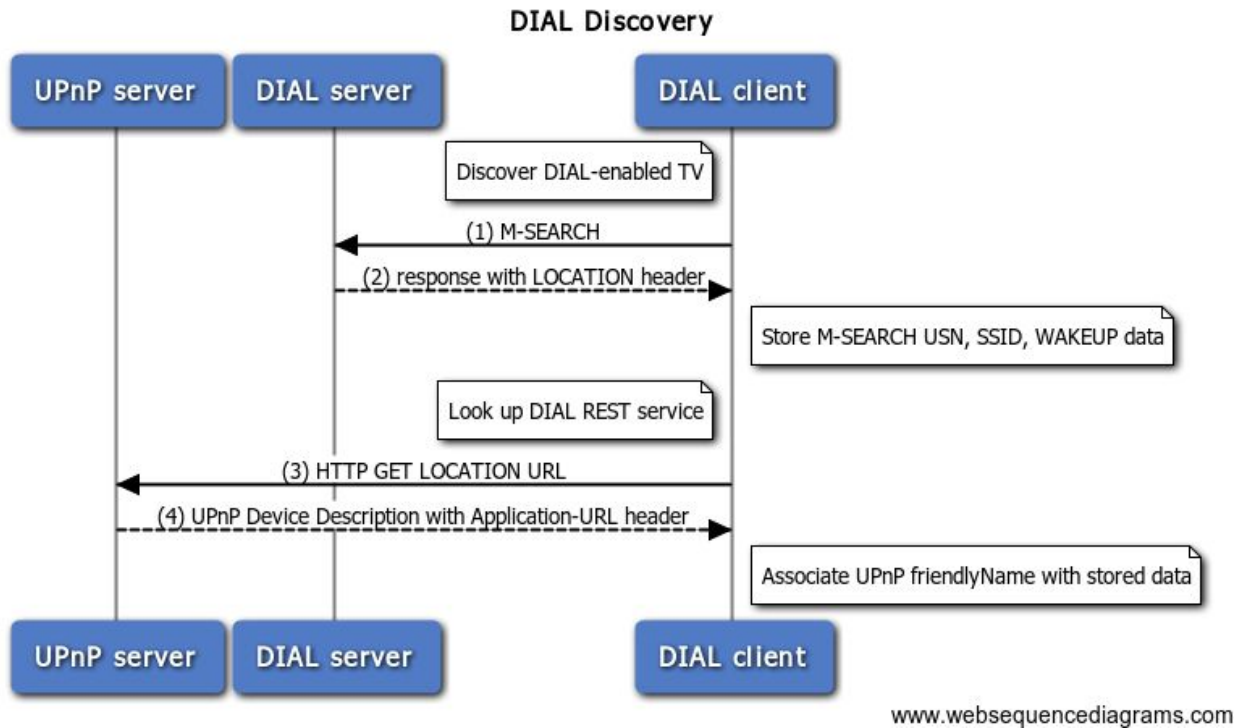 DIAL Discovery
UPnP server
DIAL server
DIAL client
Discover DIAL-enabled TV
(1) M-SEARCH
(2) response with LOCATION header
Store M-SEARCH USN, SSID, WAKEUP data
Look up DIAL REST service
(3) HTTP GET LOCATION URL
(4) UPnP Device Description with Application-URL header
Associate UPnP friendlyName with stored data
UPnP server
DIAL server
DIAL client
www.websequencediagrams.com